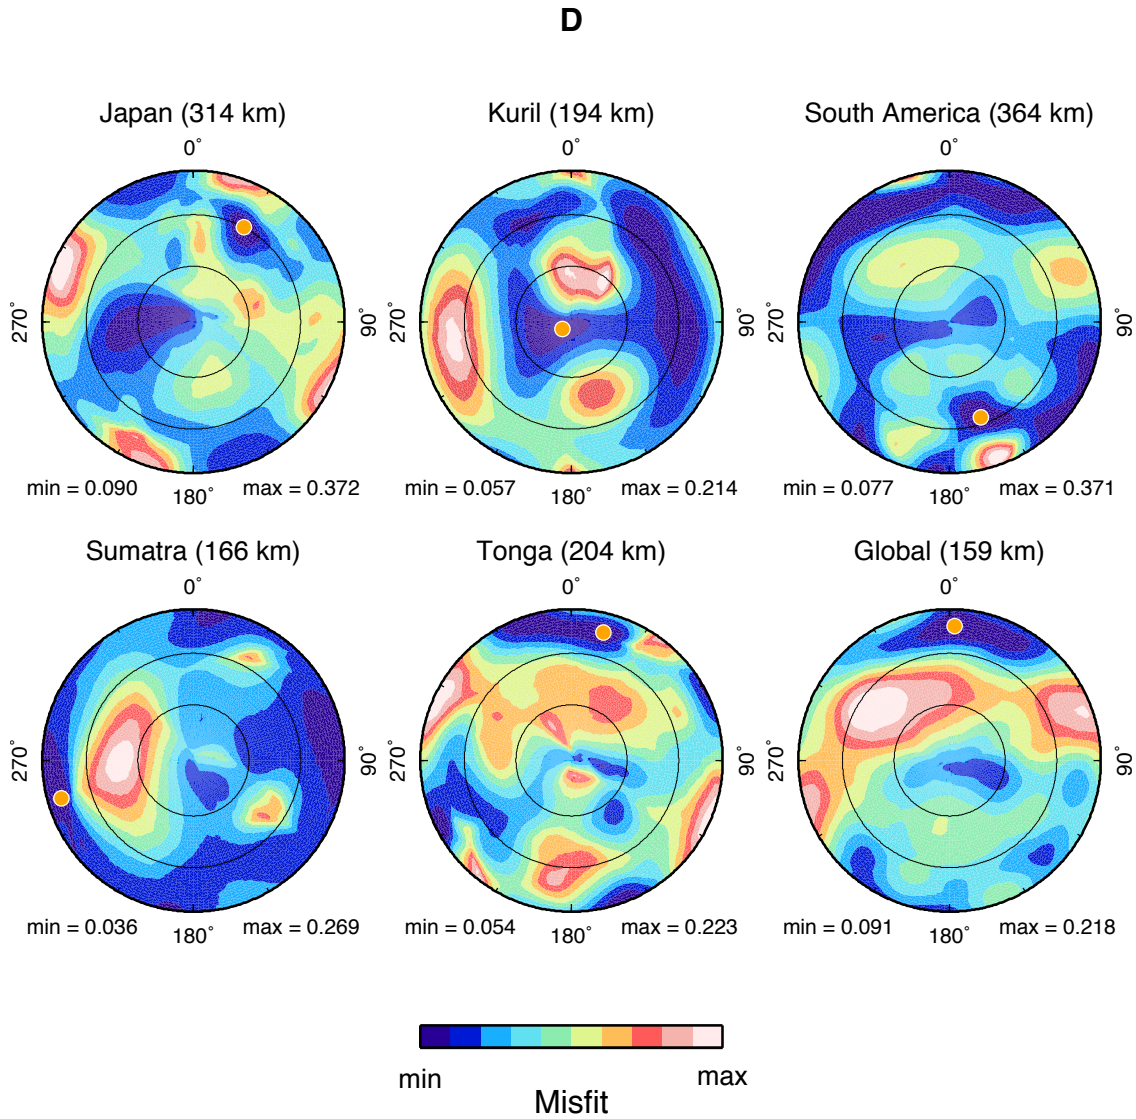 D
Japan (314 km) Kuril (194 km) South America (364 km)
0° 0° 0°
270° 90° 270° 90° 270° 90°
min = 0.090 180° max = 0.372 min = 0.057 180° max = 0.214 min = 0.077 180° max = 0.371
Sumatra (166 km) Tonga (204 km) Global (159 km)
0° 0° 0°
270° 90° 270° 90° 270° 90°
min = 0.036 180° max = 0.269 min = 0.054 180° max = 0.223 min = 0.091 180° max = 0.218
min max
Misfit